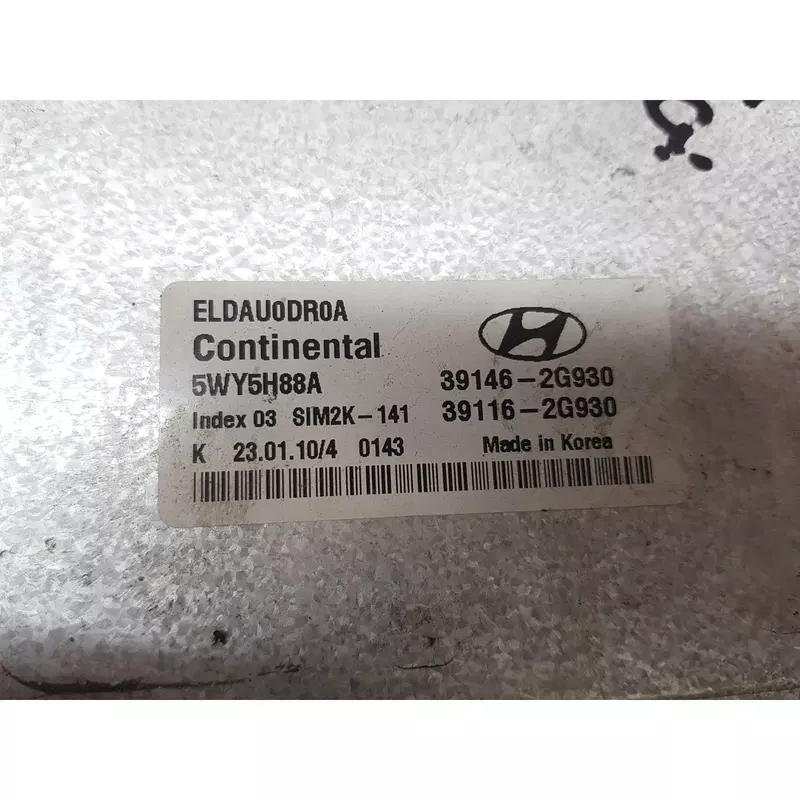 ELDAU0DR0A
Continental
5WY5H88A 39146-2G930
Index 03 SIM2K-141 39116-2G930
K 23.01.10/4 0143 Made in Korea